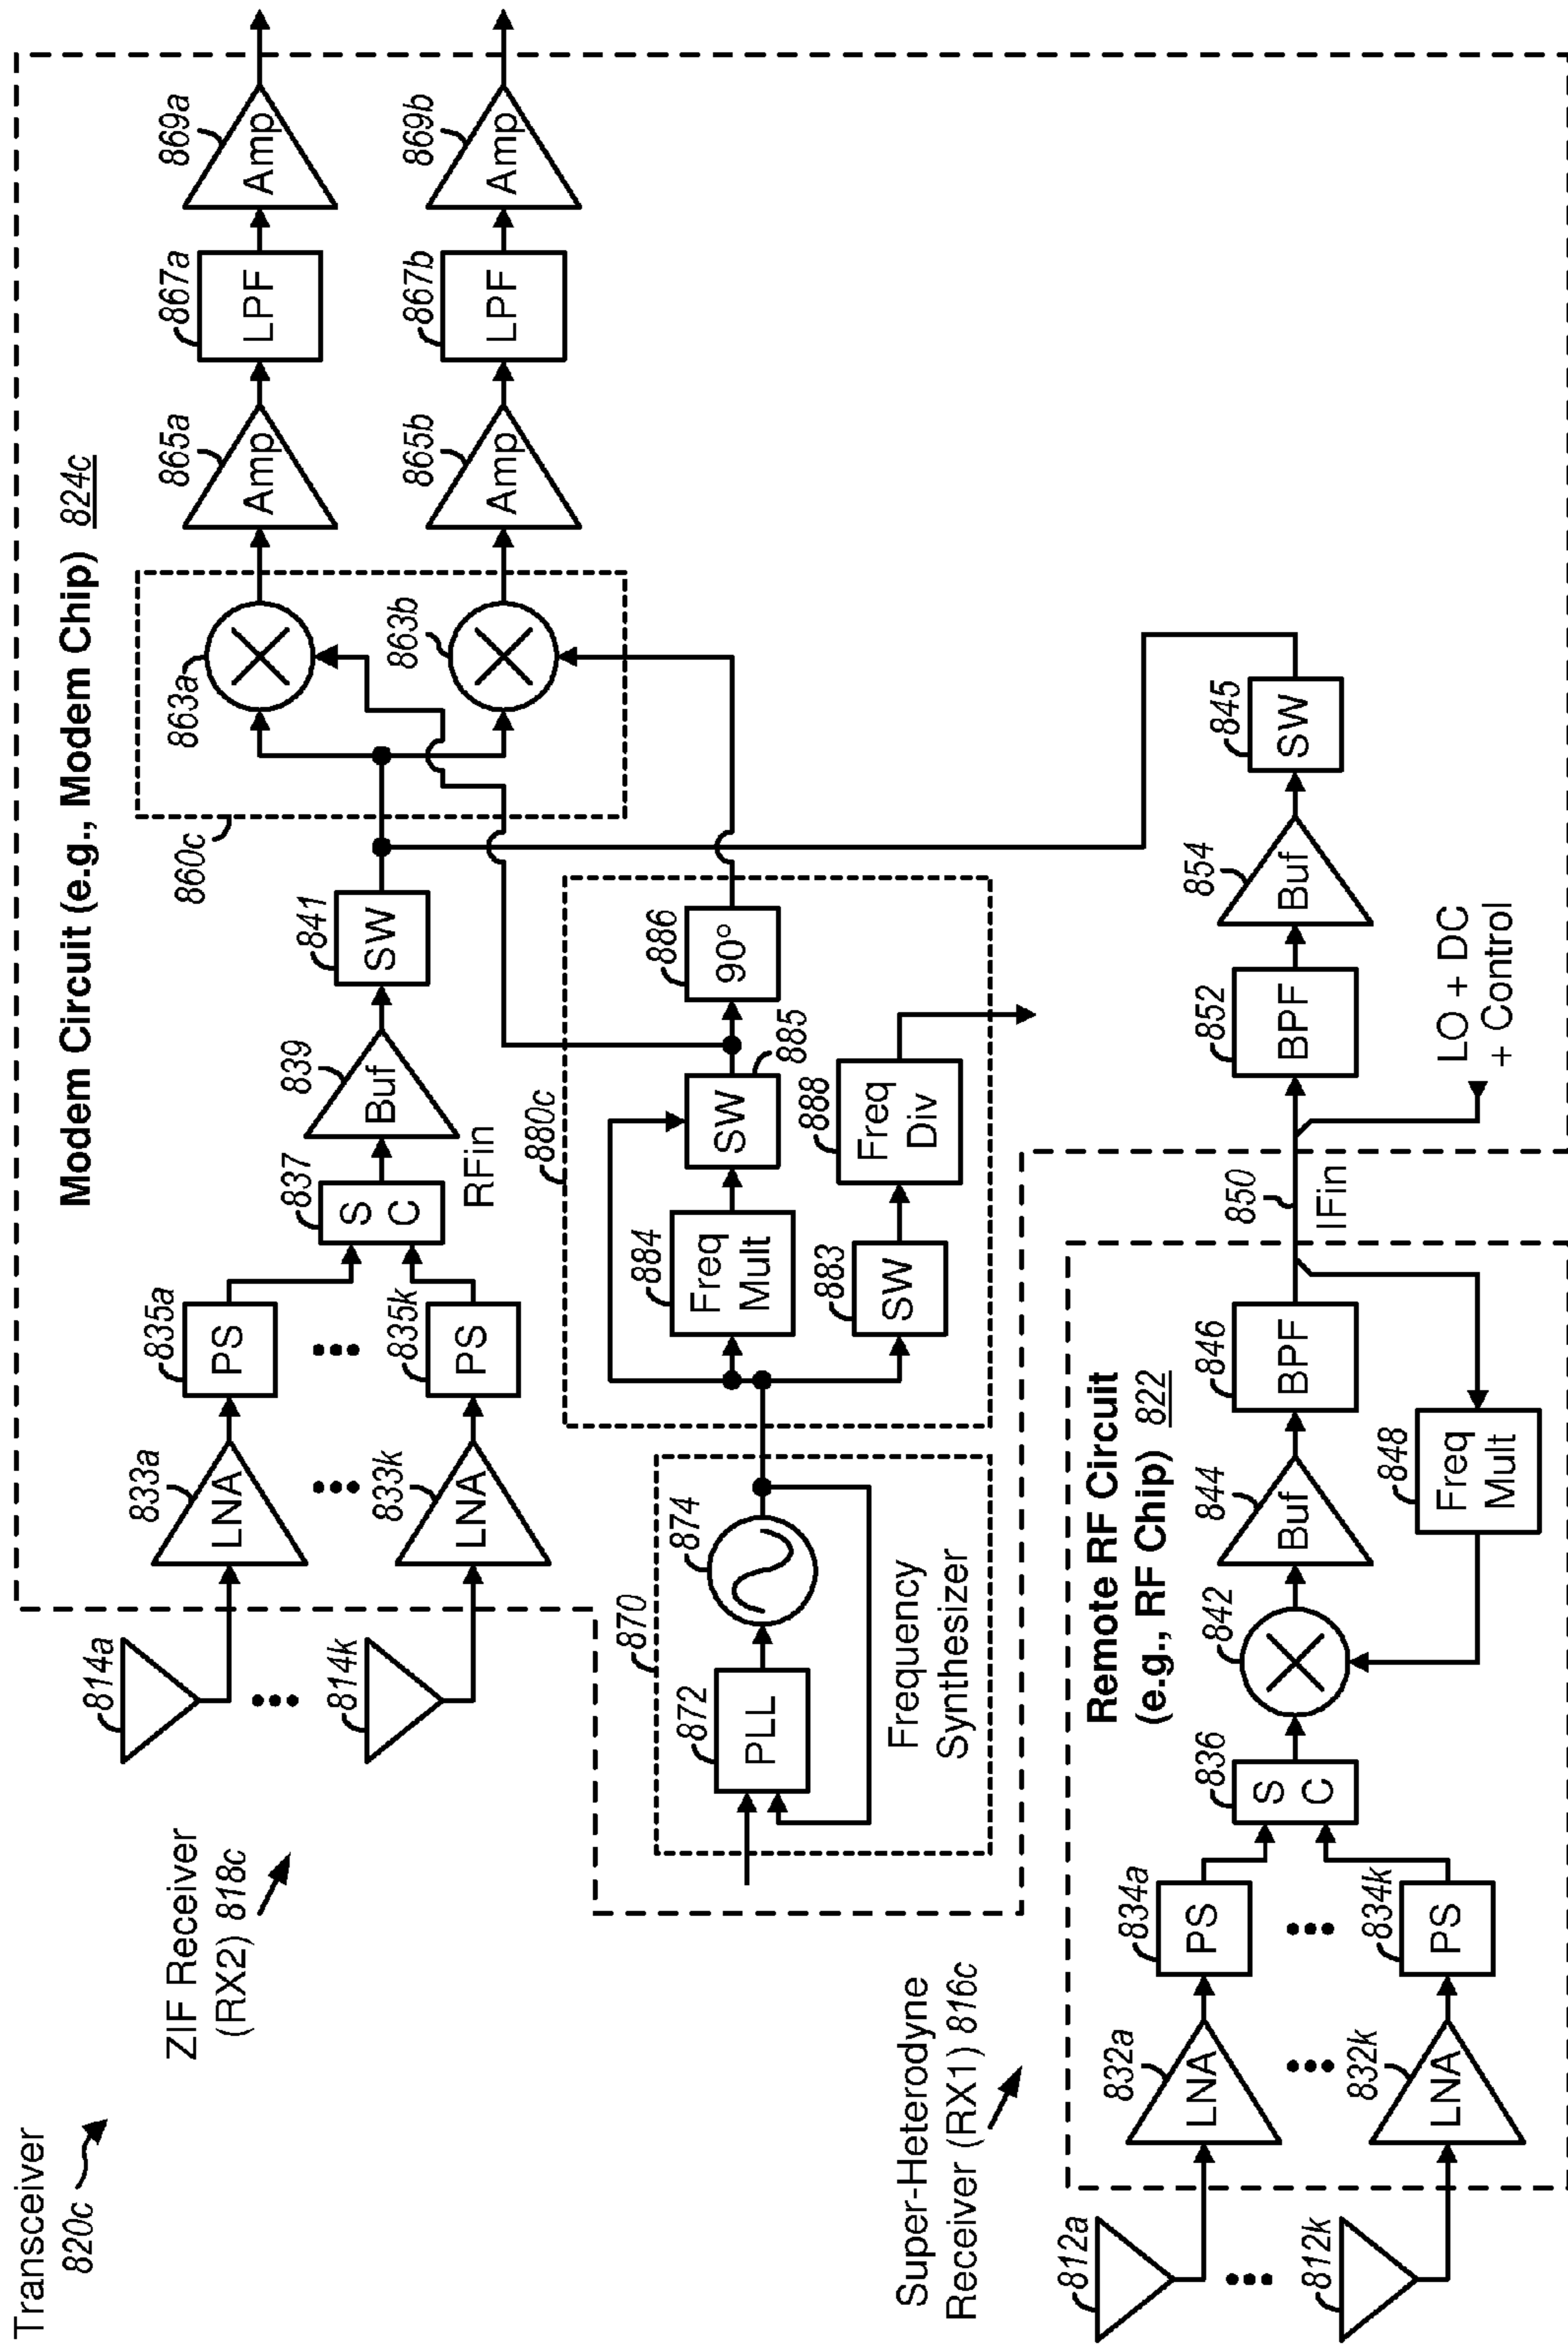 Transceiver
820c
ZIF Receiver
(RX2) 818c
Super-Heterodyne
Receiver (RX1) 816c
Modem Circuit (e.g., Modem Chip) 824c
814a
814k
833a
LNA
833k
LNA
835a
PS
835k
PS
837
S
C
RFin
839
Buf
841
SW
860c
863a
863b
865a
Amp
865b
Amp
867a
LPF
867b
LPF
869a
Amp
869b
Amp
870
872
PLL
874
Frequency
Synthesizer
880c
884
Freq
Mult
883
SW
SW
885
888
Freq
Div
886
90°
Remote RF Circuit
(e.g., RF Chip) 822
812a
812k
832a
LNA
832k
LNA
834a
PS
834k
PS
836
S
C
842
844
Buf
846
BPF
848
Freq
Mult
850
IFin
852
BPF
854
Buf
845
SW
LO + DC
+ Control